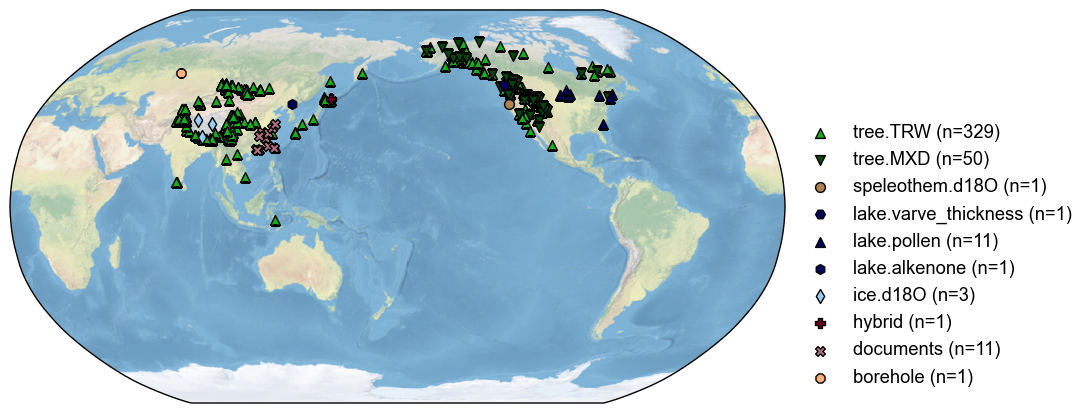 tree.TRW (n=329)
tree.MXD (n=50)
speleothem.d18O (n=1)
lake.varve_thickness (n=1)
lake.pollen (n=11)
lake.alkenone (n=1)
ice.d18O (n=3)
hybrid (n=1)
documents (n=11)
borehole (n=1)